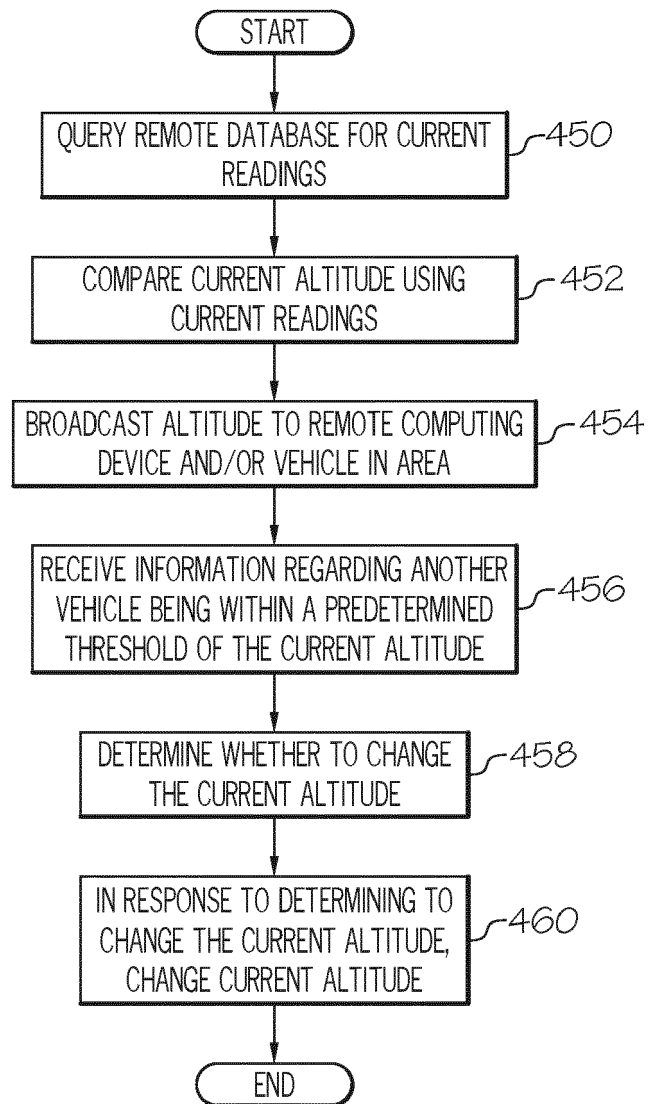 START
QUERY REMOTE DATABASE FOR CURRENT
READINGS
450
COMPARE CURRENT ALTITUDE USING
CURRENT READINGS
452
BROADCAST ALTITUDE TO REMOTE COMPUTING
DEVICE AND/OR VEHICLE IN AREA
454
RECEIVE INFORMATION REGARDING ANOTHER
VEHICLE BEING WITHIN A PREDETERMINED
THRESHOLD OF THE CURRENT ALTITUDE
456
DETERMINE WHETHER TO CHANGE
THE CURRENT ALTITUDE
458
IN RESPONSE TO DETERMINING TO
CHANGE THE CURRENT ALTITUDE,
CHANGE CURRENT ALTITUDE
460
END